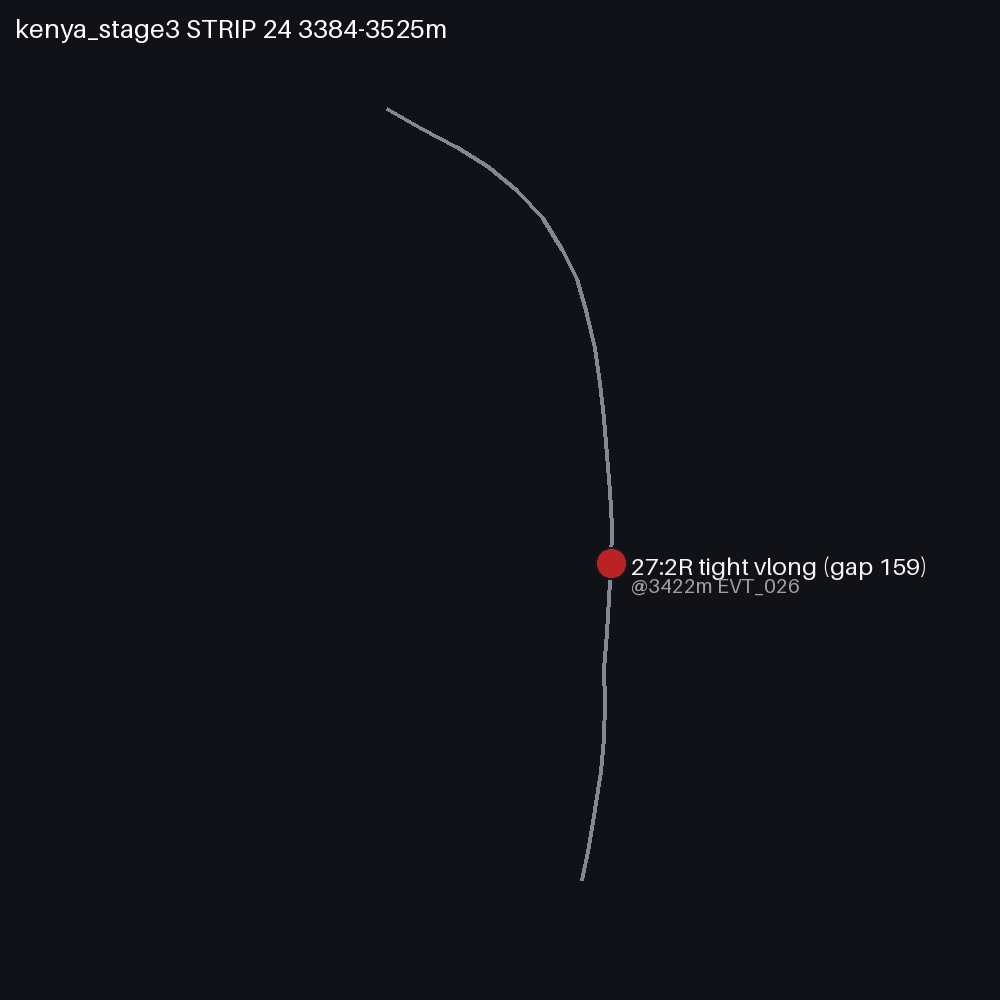 kenya_stage3 STRIP 24 3384-3525m
27:2R tight vlong (gap 159)
@3422m EVT_026